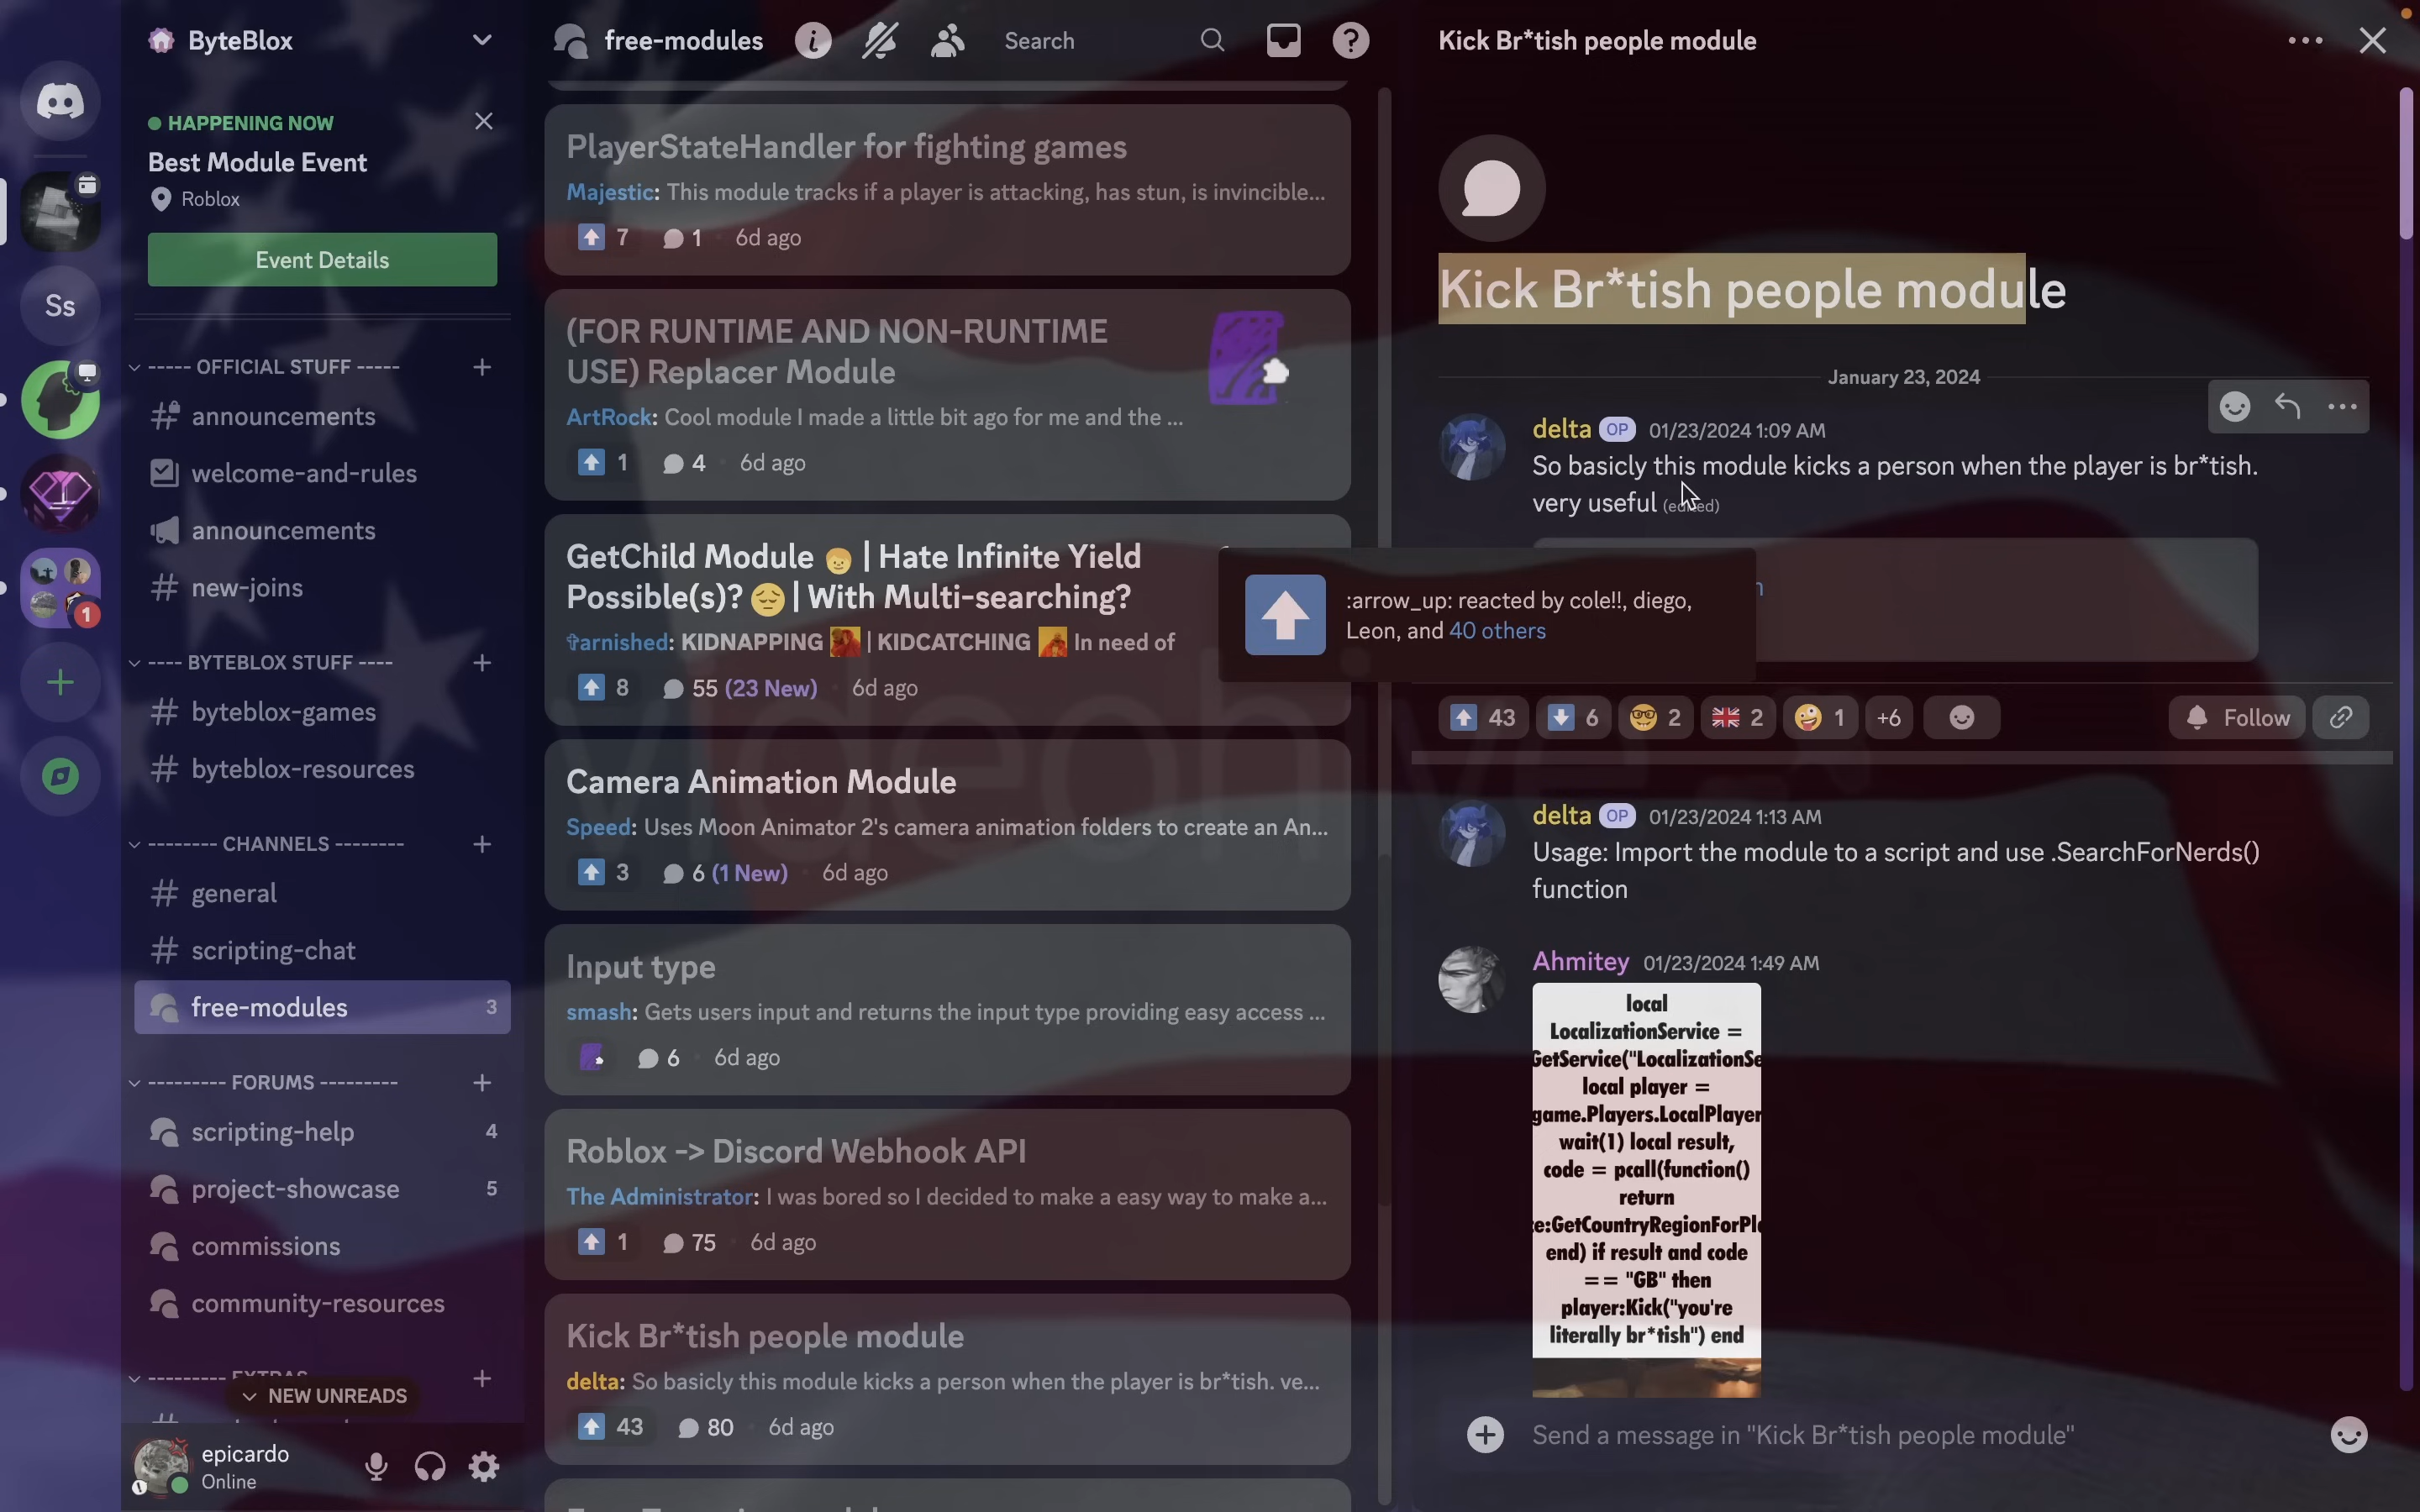 ByteBlox
HAPPENING NOW
Best Module Event
Roblox
Event Details
Ss
1
----- OFFICIAL STUFF -----
announcements
welcome-and-rules
announcements
new-joins
---- BYTEBLOX STUFF ----
byteblox-games
byteblox-resources
-------- CHANNELS --------
general
scripting-chat
free-modules 3
--------- FORUMS ---------
scripting-help 4
project-showcase 5
commissions
community-resources
NEW UNREADS
epicardo
Online
free-modules
Search
PlayerStateHandler for fighting games
Majestic: This module tracks if a player is attacking, has stun, is invincible...
7 1 6d ago
(FOR RUNTIME AND NON-RUNTIME
USE) Replacer Module
ArtRock: Cool module I made a little bit ago for me and the ...
1 4 6d ago
GetChild Module 👦 | Hate Infinite Yield
Possible(s)? 😔 | With Multi-searching?
✞arnished: KIDNAPPING | KIDCATCHING In need of
8 55 (23 New) 6d ago
Camera Animation Module
Speed: Uses Moon Animator 2's camera animation folders to create an An...
3 6 (1 New) 6d ago
Input type
smash: Gets users input and returns the input type providing easy access ...
6 6d ago
Roblox -> Discord Webhook API
The Administrator: I was bored so I decided to make a easy way to make a...
1 75 6d ago
Kick Br*tish people module
delta: So basicly this module kicks a person when the player is br*tish. ve...
43 80 6d ago
videohive
Kick Br*tish people module
Kick Br*tish people module
January 23, 2024
delta OP 01/23/2024 1:09 AM
So basicly this module kicks a person when the player is br*tish.
very useful (edited)
:arrow_up: reacted by cole!!, diego,
Leon, and 40 others
43 6 2 2 1 +6 Follow
delta OP 01/23/2024 1:13 AM
Usage: Import the module to a script and use .SearchForNerds()
function
Ahmitey 01/23/2024 1:49 AM
local
LocalizationService =
GetService("LocalizationSe
local player =
game.Players.LocalPlayer
wait(1) local result,
code = pcall(function()
return
ce:GetCountryRegionForPla
end) if result and code
== "GB" then
player:Kick("you're
literally br*tish") end
Send a message in "Kick Br*tish people module"